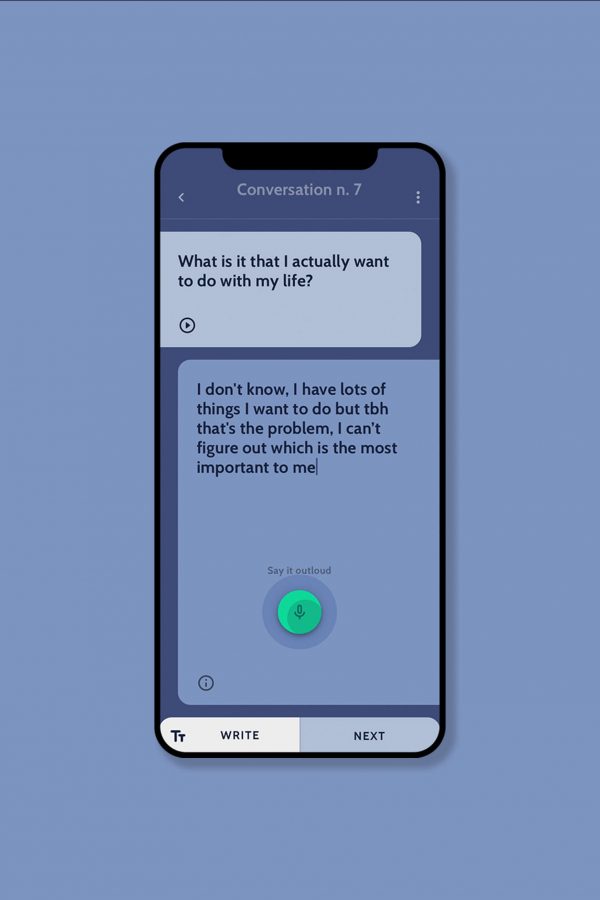 Conversation n. 7
What is it that I actually want
to do with my life?
I don't know, I have lots of
things I want to do but tbh
that's the problem, I can't
figure out which is the most
important to me
Say it outloud
TT WRITE
NEXT